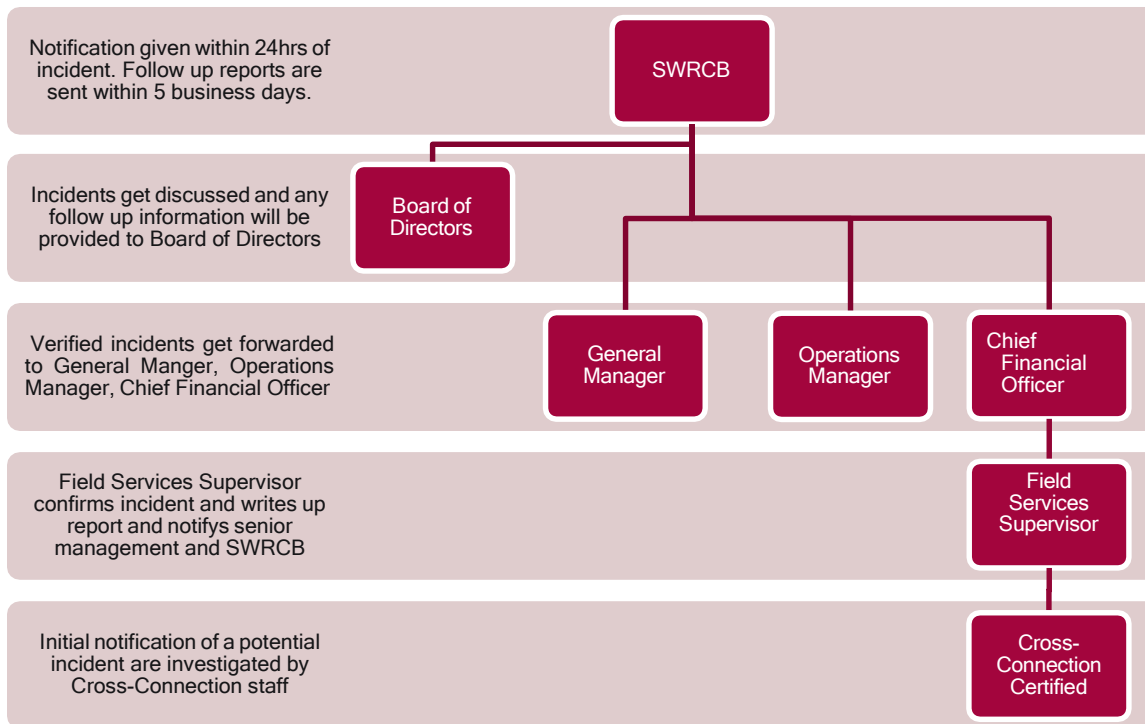 Notification given within 24hrs of
incident. Follow up reports are
sent within 5 business days.
SWRCB
Incidents get discussed and any
follow up information will be
provided to Board of Directors
Board of
Directors
Verified incidents get forwarded
to General Manger, Operations
Manager, Chief Financial Officer
General
Manager
Operations
Manager
Chief
Financial
Officer
Field Services Supervisor
confirms incident and writes up
report and notifys senior
management and SWRCB
Field
Services
Supervisor
Initial notification of a potential
incident are investigated by
Cross-Connection staff
Cross-
Connection
Certified